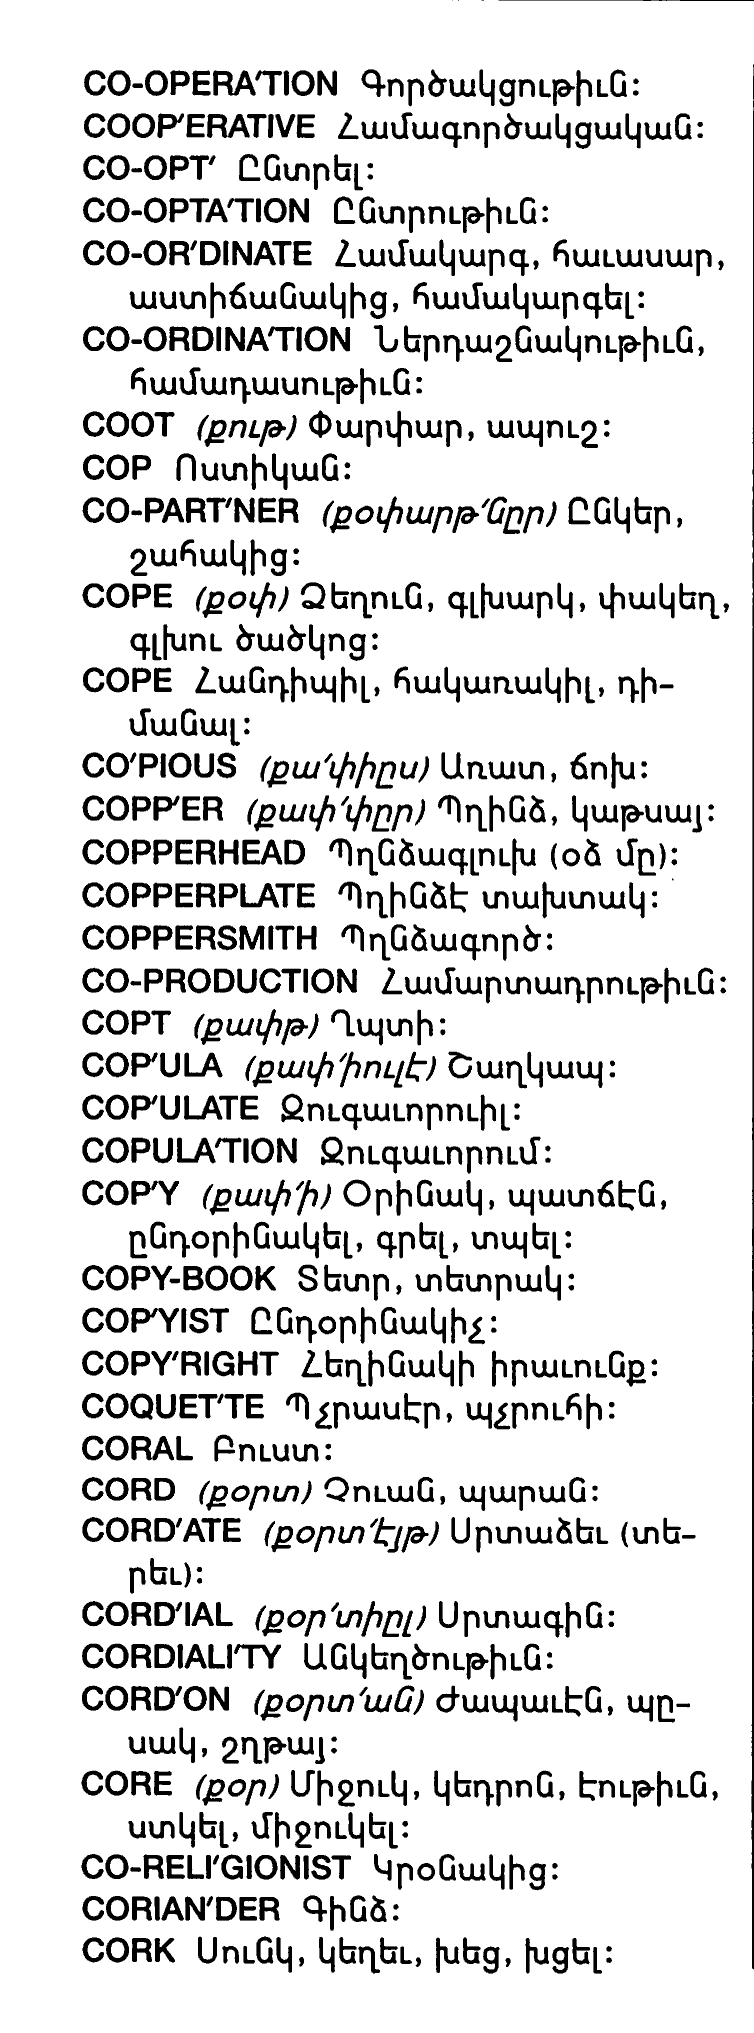 CO-OPERA'TION Գործակցութիւն:
COOP'ERATIVE Համագործակցական:
CO-OPT' Ընտրել:
CO-OPTA'TION Ընտրութիւն:
CO-OR'DINATE Համակարգ, հաւասար,
աստիճանակից, համակարգել:
CO-ORDINA'TION Ներդաշնակութիւն,
համադասութիւն:
COOT (քութ) Փարփար, ապուշ:
COP Ոստիկան:
CO-PART'NER (քօփարթ՛նըր) Ընկեր,
շահակից:
COPE (քօփ) Ձեղուն, գլխարկ, փակեղ,
գլխու ծածկոց:
COPE Հանդիպիլ, հակառակիլ, դի-
մանալ:
CO'PIOUS (քա՛փիըս) Առատ, ճոխ:
COPP'ER (քափ՛փըր) Պղինձ, կաթսայ:
COPPERHEAD Պղնձագլուխ (օձ մը):
COPPERPLATE Պղինձէ տախտակ:
COPPERSMITH Պղնձագործ:
CO-PRODUCTION Համարտադրութիւն:
COPT (քափթ) Ղպտի:
COP'ULA (քափ՛իուլէ) Շաղկապ:
COP'ULATE Զուգաւորուիլ:
COPULA'TION Զուգաւորում:
COP'Y (քափ՛ի) Օրինակ, պատճէն,
ընդօրինակել, գրել, տպել:
COPY-BOOK Տետր, տետրակ:
COP'YIST Ընդօրինակիչ:
COPY'RIGHT Հեղինակի իրաւունք:
COQUET'TE Պչրասէր, պչրուհի:
CORAL Բուստ:
CORD (քօրտ) Չուան, պարան:
CORD'ATE (քօրտ՛էյթ) Սրտաձեւ (տե-
րեւ):
CORD'IAL (քօր՛տիըլ) Սրտագին:
CORDIALI'TY Անկեղծութիւն:
CORD'ON (քօրտ՛ան) Ժապաւէն, պը-
սակ, շղթայ:
CORE (քօր) Միջուկ, կեդրոն, էութիւն,
ստկել, միջուկել:
CO-RELI'GIONIST Կրօնակից:
CORIAN'DER Գինձ:
CORK Սունկ, կեղեւ, խեց, խցել: